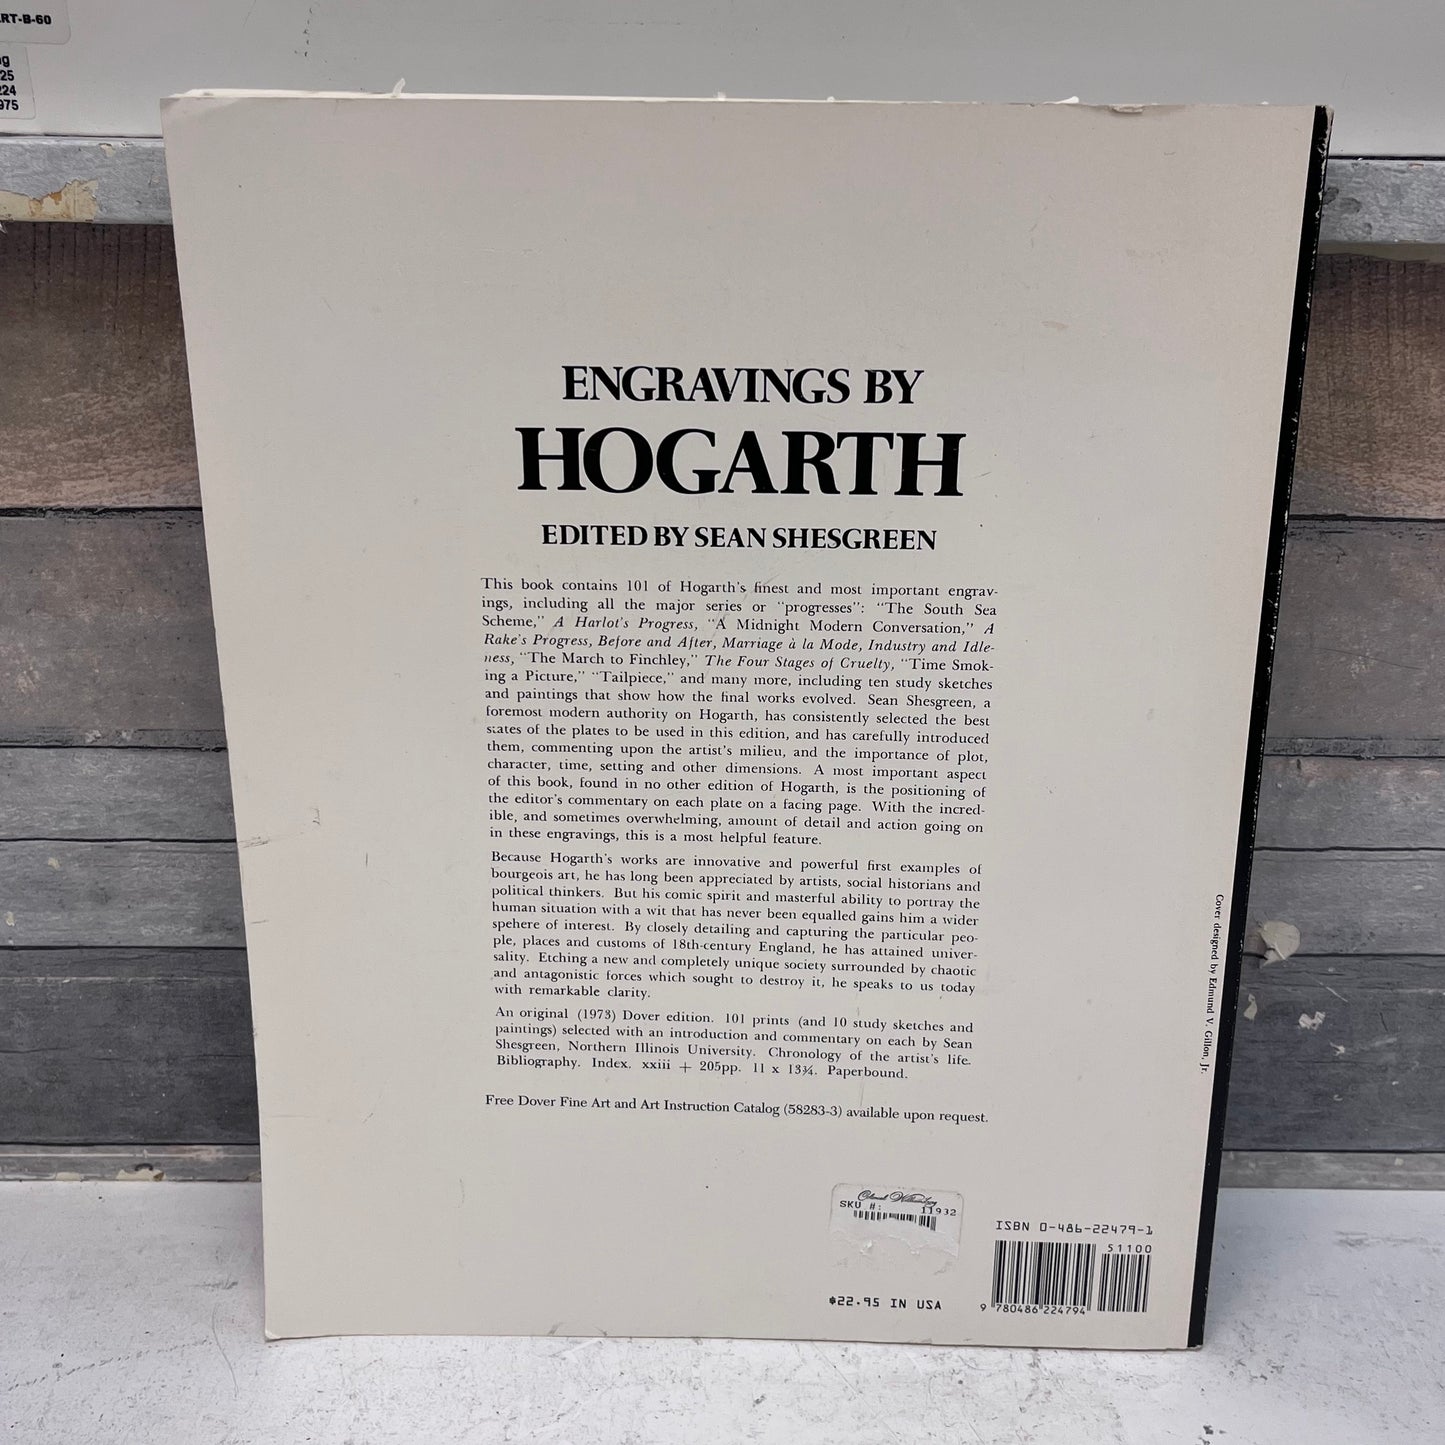 RT-B-60
25
224
975
ENGRAVINGS BY
HOGARTH
EDITED BY SEAN SHESGREEN
This book contains 101 of Hogarth's finest and most important engrav-
ings, including all the major series or "progresses": "The South Sea
Scheme," A Harlot's Progress, "A Midnight Modern Conversation," A
Rake's Progress, Before and After, Marriage à la Mode, Industry and Idle-
ness, "The March to Finchley," The Four Stages of Cruelty, "Time Smok-
ing a Picture," "Tailpiece," and many more, including ten study sketches
and paintings that show how the final works evolved. Sean Shesgreen, a
foremost modern authority on Hogarth, has consistently selected the best
states of the plates to be used in this edition, and has carefully introduced
them, commenting upon the artist's milieu, and the importance of plot,
character, time, setting and other dimensions. A most important aspect
of this book, found in no other edition of Hogarth, is the positioning of
the editor's commentary on each plate on a facing page. With the incred-
ible, and sometimes overwhelming, amount of detail and action going on
in these engravings, this is a most helpful feature.
Because Hogarth's works are innovative and powerful first examples of
bourgeois art, he has long been appreciated by artists, social historians and
political thinkers. But his comic spirit and masterful ability to portray the
human situation with a wit that has never been equalled gains him a wider
spehere of interest. By closely detailing and capturing the particular peo-
ple, places and customs of 18th-century England, he has attained univer-
sality. Etching a new and completely unique society surrounded by chaotic
and antagonistic forces which sought to destroy it, he speaks to us today
with remarkable clarity.
An original (1973) Dover edition. 101 prints (and 10 study sketches and
paintings) selected with an introduction and commentary on each by Sean
Shesgreen, Northern Illinois University. Chronology of the artist's life.
Bibliography. Index. xxiii + 205pp. 11 x 13¾. Paperbound.
Free Dover Fine Art and Art Instruction Catalog (58283-3) available upon request.
Cover designed by Edmund V. Gillon, Jr.
Colonial Williamsburg
SKU #: 11932
$22.95 IN USA
ISBN 0-486-22479-1
51100
9 780486 224794